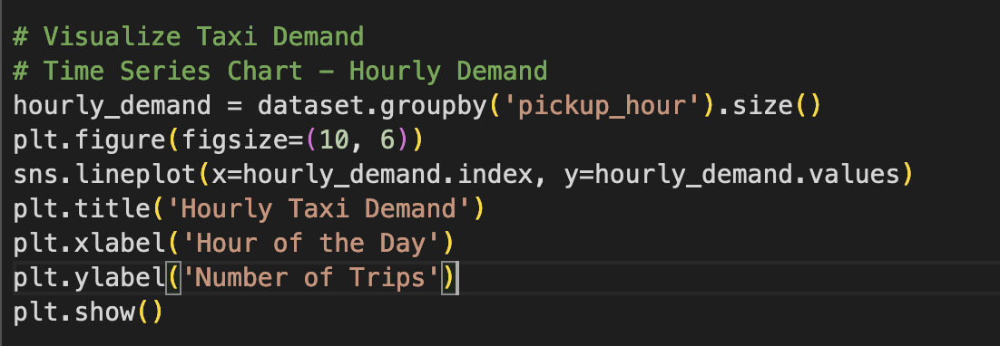 # Visualize Taxi Demand
# Time Series Chart – Hourly Demand
hourly_demand = dataset.groupby('pickup_hour').size()
plt.figure(figsize=(10, 6))
sns.lineplot(x=hourly_demand.index, y=hourly_demand.values)
plt.title('Hourly Taxi Demand')
plt.xlabel('Hour of the Day')
plt.ylabel('Number of Trips')
plt.show()